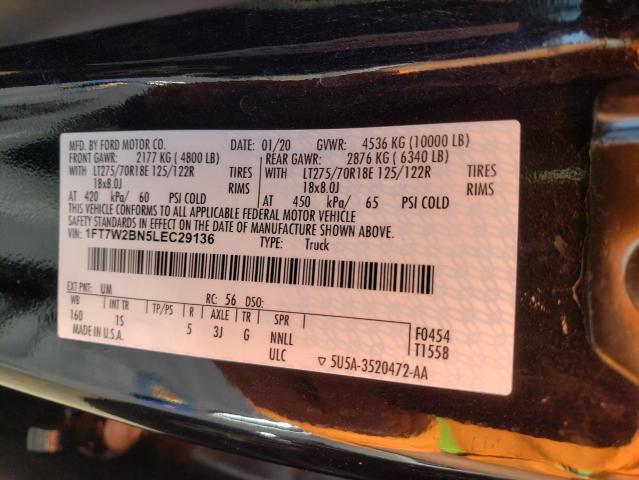 MFD. BY FORD MOTOR CO. DATE: 01/20 GVWR: 4536 KG (10000 LB)
FRONT GAWR: 2177 KG (4800 LB) REAR GAWR: 2876 KG (6340 LB)
WITH LT275/70R18E 125/122R TIRES WITH LT275/70R18E 125/122R TIRES
18x8.0J RIMS 18x8.0J RIMS
AT 420 kPa/ 60 PSI COLD AT 450 kPa/ 65 PSI COLD
THIS VEHICLE CONFORMS TO ALL APPLICABLE FEDERAL MOTOR VEHICLE
SAFETY STANDARDS IN EFFECT ON THE DATE OF MANUFACTURE SHOWN ABOVE.
VIN: 1FT7W2BN5LEC29136 TYPE: Truck
EXT PNT: UM RC: 56 DSO:
WB INT TR TP/PS R AXLE TR SPR
160 1S 5 3J G NNLL F0454
MADE IN U.S.A. ULC T1558
▽ 5U5A-3520472-AA